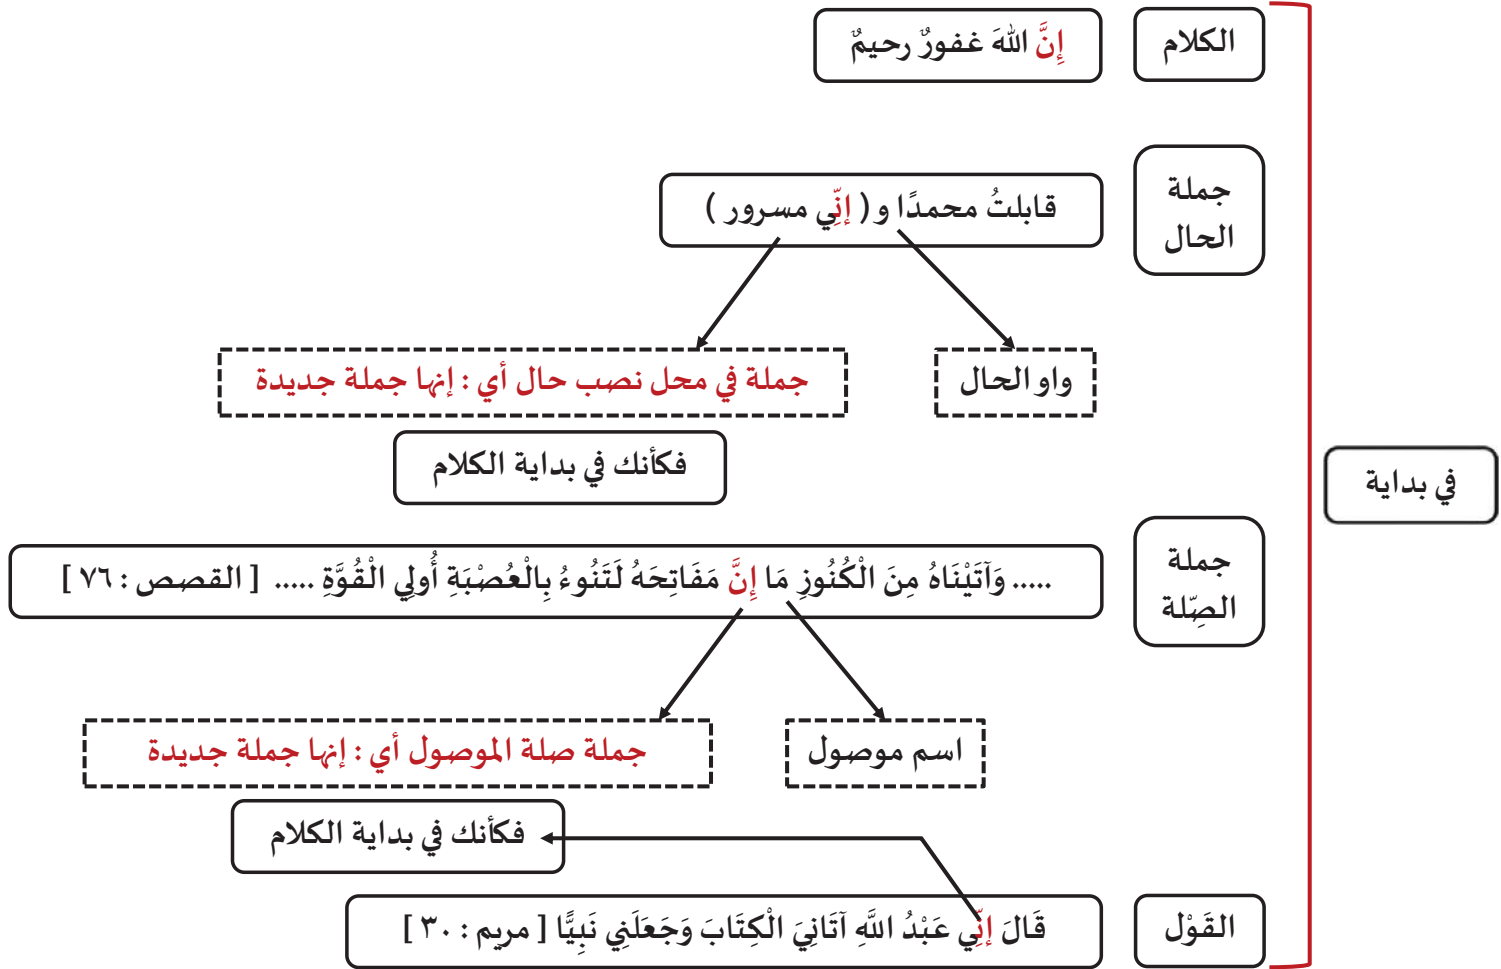 في بداية
الكلام
إِنَّ اللهَ غفورٌ رحيمٌ
جملة
الحال
قابلتُ محمدًا و ( إنِّي مسرور )
واو الحال
جملة في محل نصب حال أي : إنها جملة جديدة
فكأنك في بداية الكلام
جملة
الصِّلة
..... وَآتَيْنَاهُ مِنَ الْكُنُوزِ مَا إِنَّ مَفَاتِحَهُ لَتَنُوءُ بِالْعُصْبَةِ أُولِي الْقُوَّةِ ..... [ القصص : ٧٦ ]
اسم موصول
جملة صلة الموصول أي : إنها جملة جديدة
فكأنك في بداية الكلام
القَوْل
قَالَ إنِّي عَبْدُ اللَّهِ آتَانِيَ الْكِتَابَ وَجَعَلَنِي نَبِيًّا [ مريم : ٣٠ ]